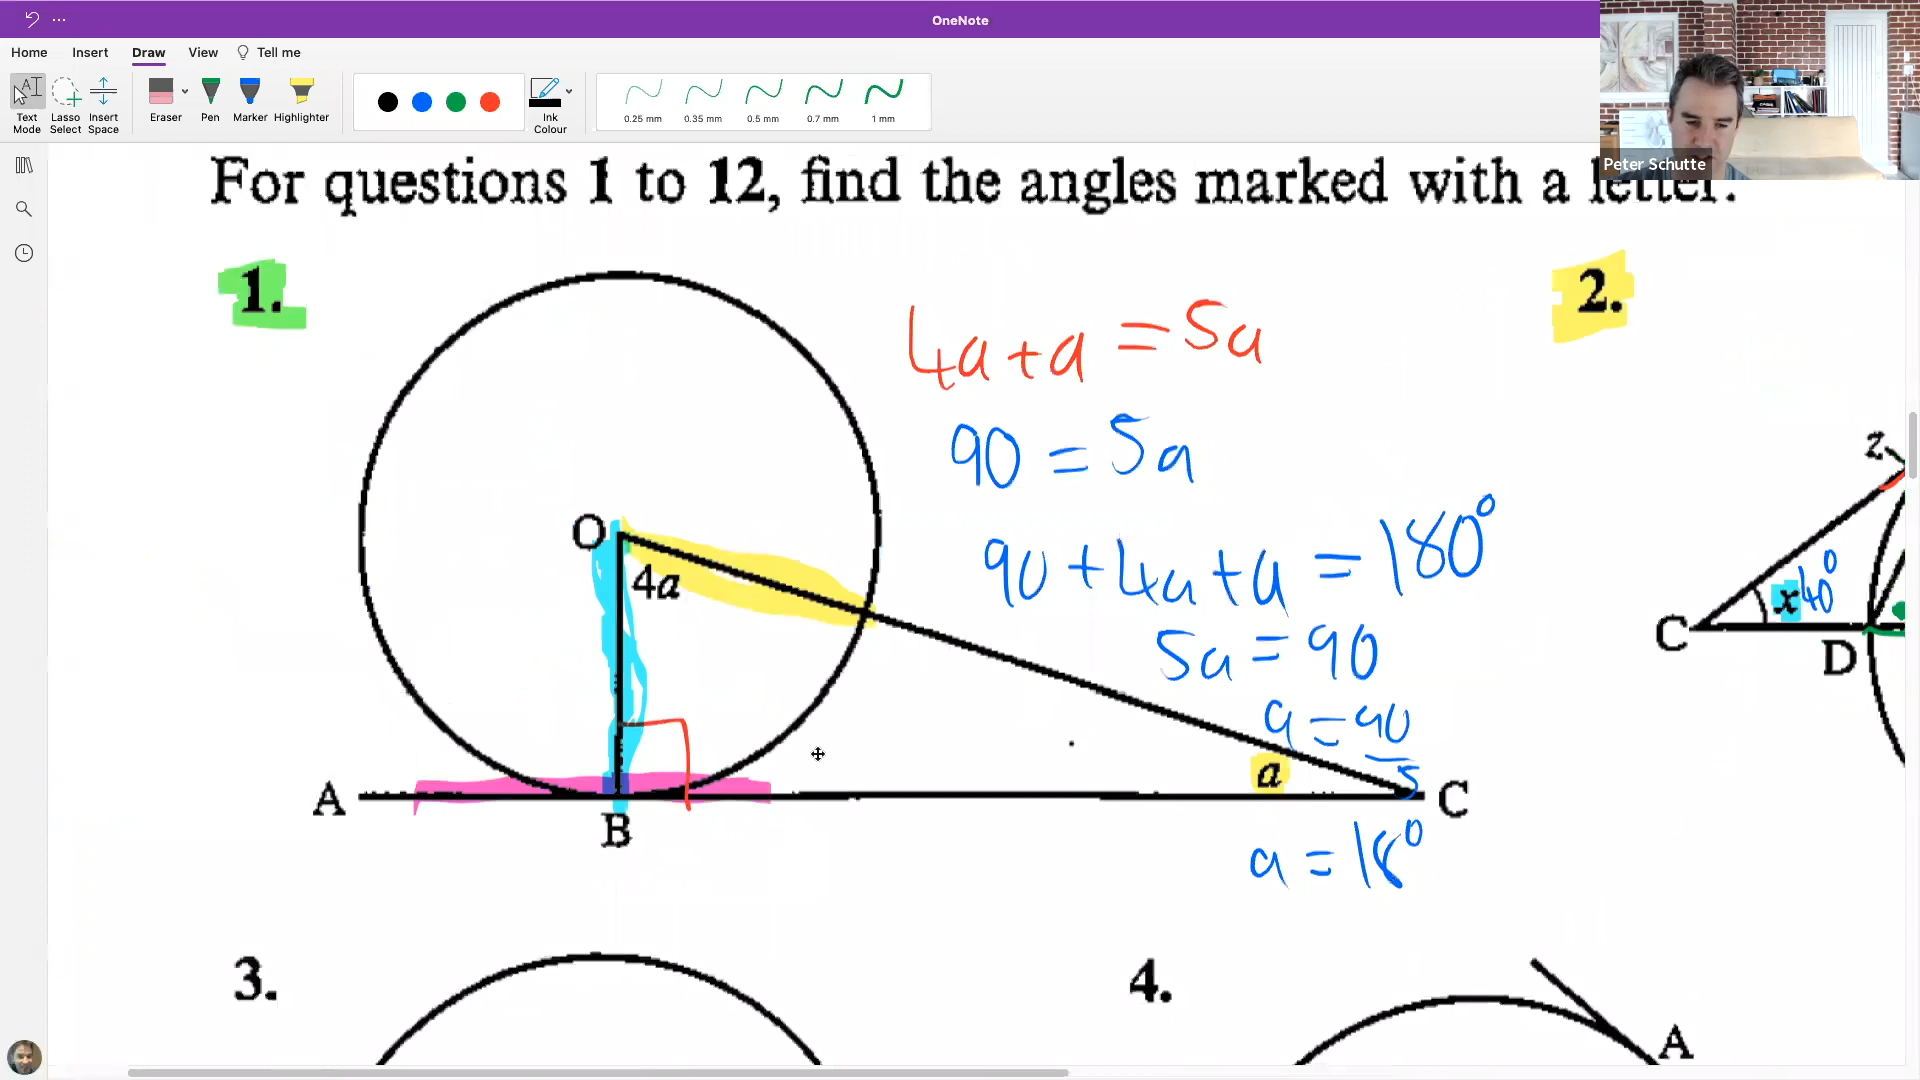 OneNote
Home Insert Draw View Tell me
Text Mode
Lasso Select
Insert Space
Eraser
Pen
Marker
Highlighter
Ink Colour
0.25 mm
0.35 mm
0.5 mm
0.7 mm
1 mm
Peter Schutte
For questions 1 to 12, find the angles marked with a letter.
1.
2.
4a + a = 5a
90 = 5a
90 + 4a + a = 180°
5a = 90
a = 90
5
a = 18°
O
4a
a
A
B
C
z
x 40°
C
D
3.
4.
A